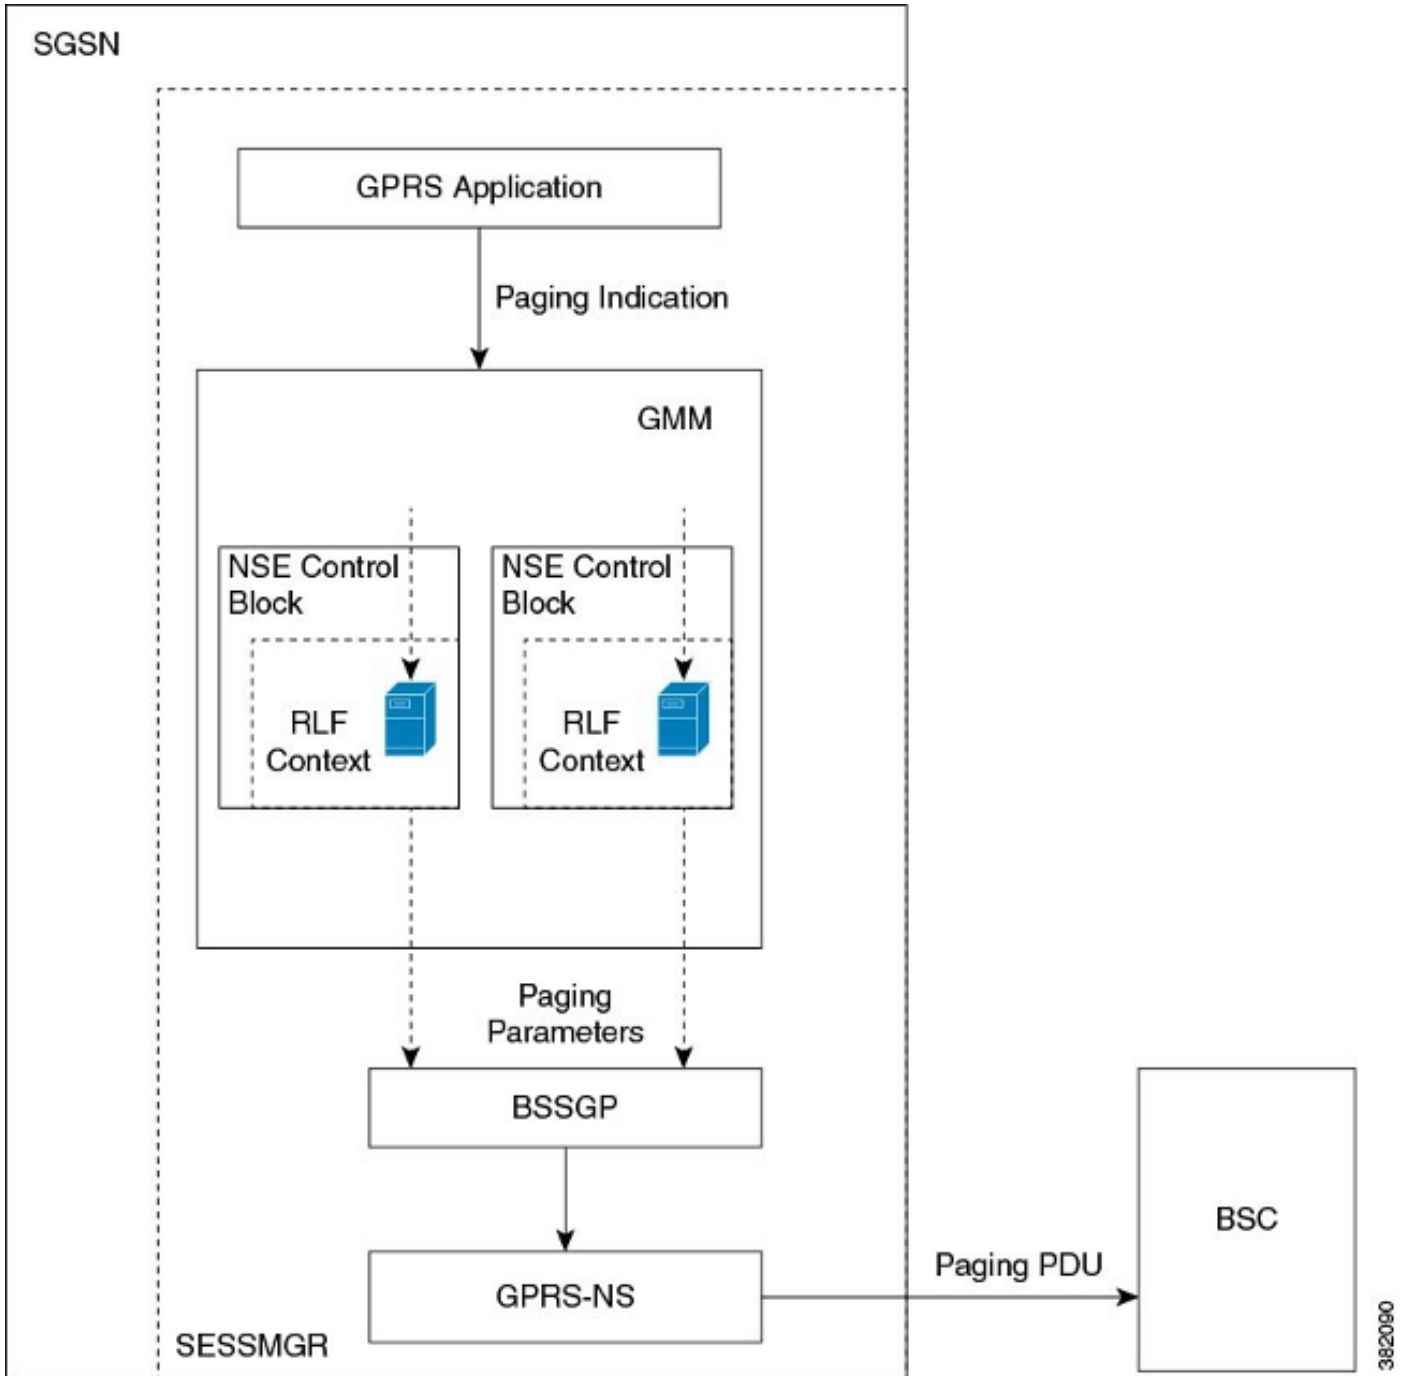 SGSN
GPRS Application
Paging Indication
GMM
NSE Control
Block
NSE Control
Block
RLF
Context
RLF
Context
Paging
Parameters
BSSGP
BSC
Paging PDU
GPRS-NS
SESSMGR
382090